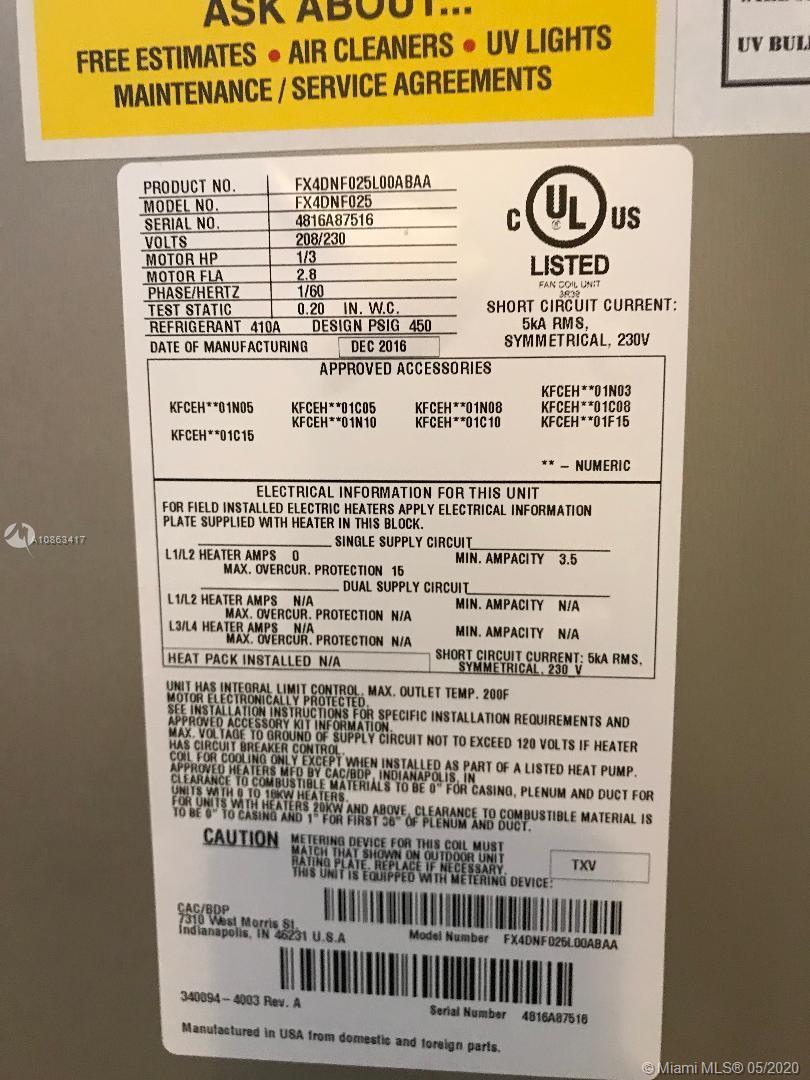 ASK ABOUT...
FREE ESTIMATES • AIR CLEANERS • UV LIGHTS
MAINTENANCE / SERVICE AGREEMENTS
UV
PRODUCT NO. FX4DNF025L00ABAA
MODEL NO. FX4DNF025
SERIAL NO. 4816A87516
VOLTS 208/230
MOTOR HP 1/3
MOTOR FLA 2.8
PHASE/HERTZ 1/60
TEST STATIC 0.20 IN. W.C.
REFRIGERANT 410A DESIGN PSIG 450
DATE OF MANUFACTURING DEC 2016
C UL US
LISTED
FAN COIL UNIT
SHORT CIRCUIT CURRENT:
5kA RMS,
SYMMETRICAL, 230V
APPROVED ACCESSORIES
KFCEH**01N03
KFCEH**01N05 KFCEH**01C05 KFCEH**01N08 KFCEH**01C08
KFCEH**01N10 KFCEH**01C10 KFCEH**01F15
KFCEH**01C15
** – NUMERIC
ELECTRICAL INFORMATION FOR THIS UNIT
FOR FIELD INSTALLED ELECTRIC HEATERS APPLY ELECTRICAL INFORMATION
PLATE SUPPLIED WITH HEATER IN THIS BLOCK.
SINGLE SUPPLY CIRCUIT
L1/L2 HEATER AMPS 0 MIN. AMPACITY 3.5
MAX. OVERCUR. PROTECTION 15
DUAL SUPPLY CIRCUIT
L1/L2 HEATER AMPS N/A MIN. AMPACITY N/A
MAX. OVERCUR. PROTECTION N/A
L3/L4 HEATER AMPS N/A MIN. AMPACITY N/A
MAX. OVERCUR. PROTECTION N/A
HEAT PACK INSTALLED N/A
SHORT CIRCUIT CURRENT: 5kA RMS,
SYMMETRICAL, 230 V
UNIT HAS INTEGRAL LIMIT CONTROL. MAX. OUTLET TEMP. 200F
MOTOR ELECTRONICALLY PROTECTED.
SEE INSTALLATION INSTRUCTIONS FOR SPECIFIC INSTALLATION REQUIREMENTS AND
APPROVED ACCESSORY KIT INFORMATION.
MAX. VOLTAGE TO GROUND OF SUPPLY CIRCUIT NOT TO EXCEED 120 VOLTS IF HEATER
HAS CIRCUIT BREAKER CONTROL.
COIL FOR COOLING ONLY EXCEPT WHEN INSTALLED AS PART OF A LISTED HEAT PUMP.
APPROVED HEATERS MFD BY CAC/BDP, INDIANAPOLIS, IN
CLEARANCE TO COMBUSTIBLE MATERIALS TO BE 0" FOR CASING, PLENUM AND DUCT FOR
UNITS WITH 0 TO 18KW HEATERS.
FOR UNITS WITH HEATERS 20KW AND ABOVE, CLEARANCE TO COMBUSTIBLE MATERIAL IS
TO BE 0" TO CASING AND 1" FOR FIRST 36" OF PLENUM AND DUCT.
CAUTION METERING DEVICE FOR THIS COIL MUST
MATCH THAT SHOWN ON OUTDOOR UNIT
RATING PLATE. REPLACE IF NECESSARY.
THIS UNIT IS EQUIPPED WITH METERING DEVICE: TXV
CAC/BDP
7310 West Morris St.
Indianapolis, IN 46231 U.S.A
Model Number FX4DNF025L00ABAA
340094-4003 Rev. A
Serial Number 4816A87516
Manufactured in USA from domestic and foreign parts.
A10863417
© Miami MLS® 05/2020